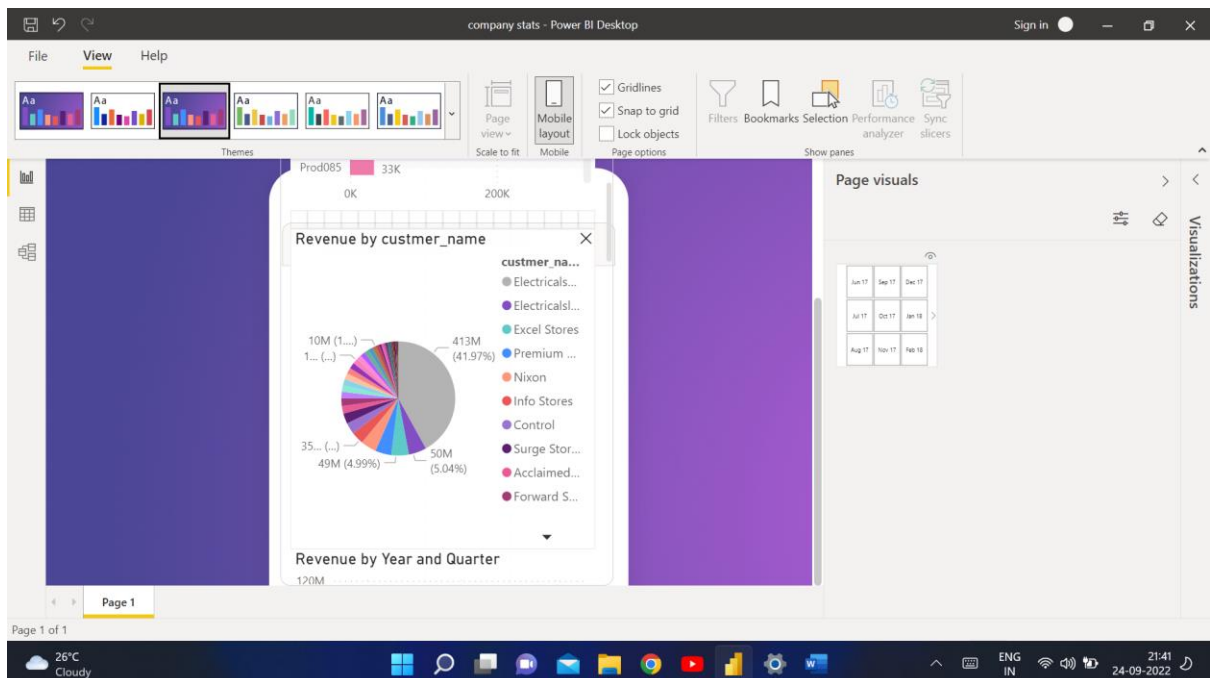 company stats - Power BI Desktop
Sign in
File View Help
Aa Aa Aa Aa Aa Aa
Page view
Mobile layout
Gridlines
Snap to grid
Lock objects
Filters
Bookmarks
Selection
Performance analyzer
Sync slicers
Themes
Scale to fit
Mobile
Page options
Show panes
Prod085 33K
0K 200K
Revenue by custmer_name
custmer_na...
Electricals...
Electricalsl...
Excel Stores
Premium ...
Nixon
Info Stores
Control
Surge Stor...
Acclaimed...
Forward S...
10M (1....)
1... (...)
413M
(41.97%)
35... (...)
49M (4.99%)
50M
(5.04%)
Revenue by Year and Quarter
120M
Page visuals
Jun 17 Sep 17 Dec 17
Jul 17 Oct 17 Jan 18
Aug 17 Nov 17 Feb 18
Visualizations
Page 1
Page 1 of 1
26°C
Cloudy
ENG
IN
21:41
24-09-2022